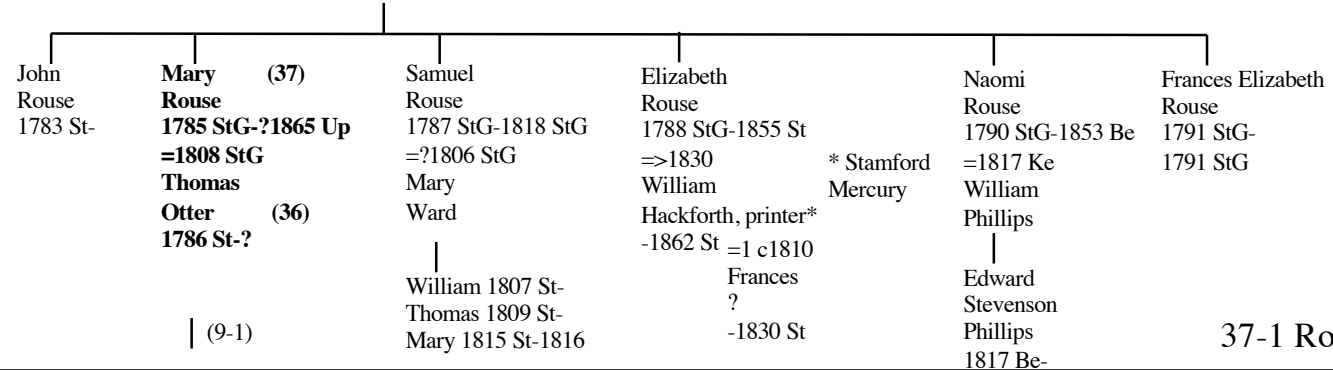 John
Rouse
1783 St-
Mary (37)
Rouse
1785 StG-?1865 Up
=1808 StG
Thomas
Otter (36)
1786 St-?
(9-1)
Samuel
Rouse
1787 StG-1818 StG
=?1806 StG
Mary
Ward
William 1807 St-
Thomas 1809 St-
Mary 1815 St-1816
Elizabeth
Rouse
1788 StG-1855 St
=>1830
William
Hackforth, printer*
-1862 St
=1 c1810
Frances
?
-1830 St
* Stamford
Mercury
Naomi
Rouse
1790 StG-1853 Be
=1817 Ke
William
Phillips
Edward
Stevenson
Phillips
1817 Be-
Frances Elizabeth
Rouse
1791 StG-
1791 StG
37-1 Ro